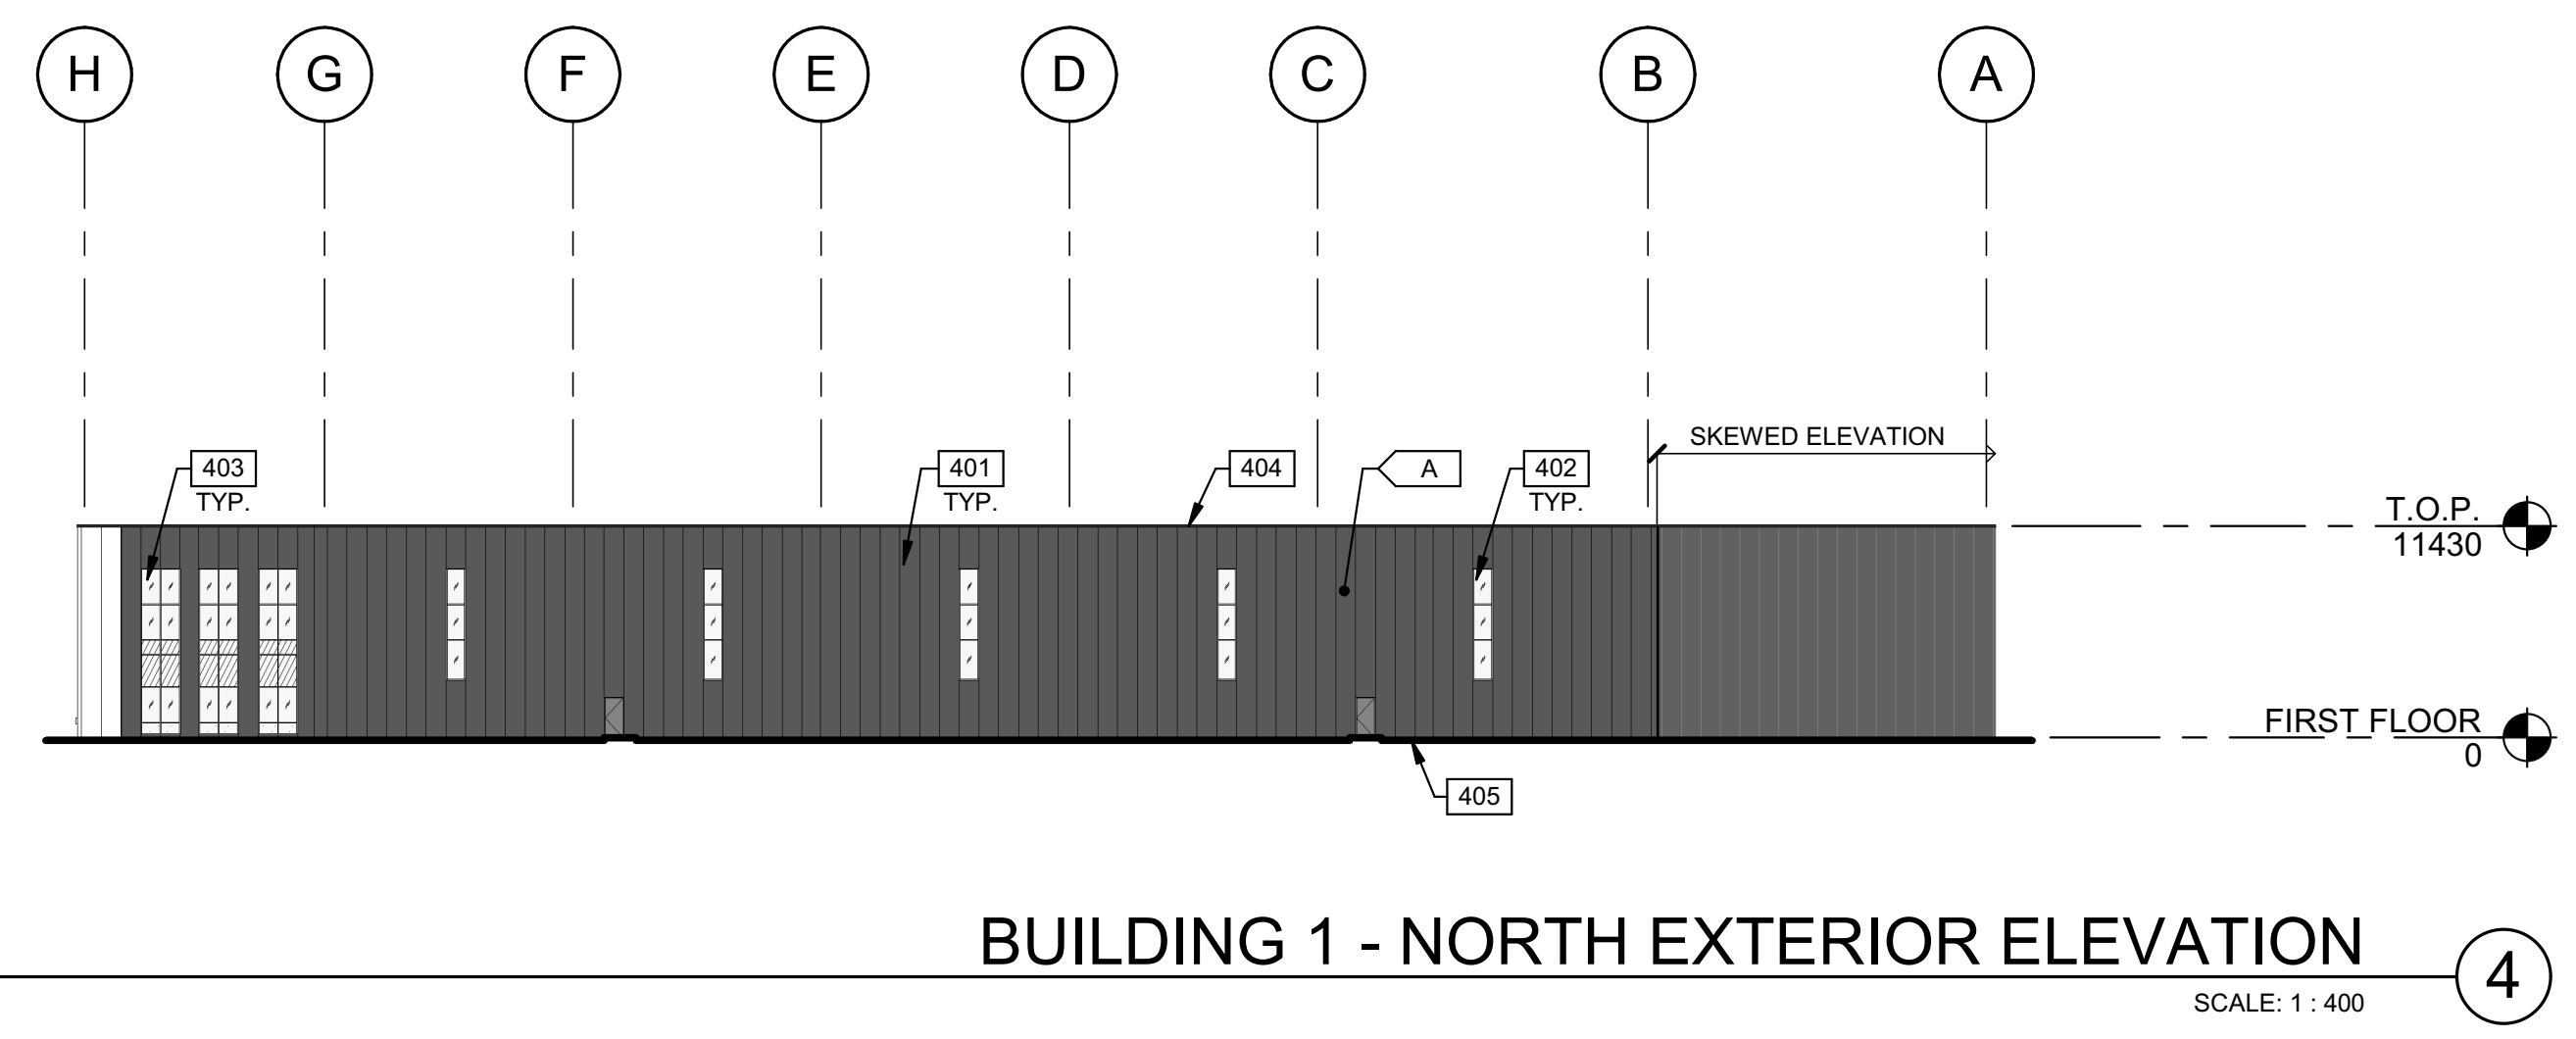 H G F E D C B A
SKEWED ELEVATION
403 401 404 A 402
TYP. TYP. TYP.
T.O.P.
11430
FIRST FLOOR
0
405
BUILDING 1 - NORTH EXTERIOR ELEVATION
4
SCALE: 1 : 400